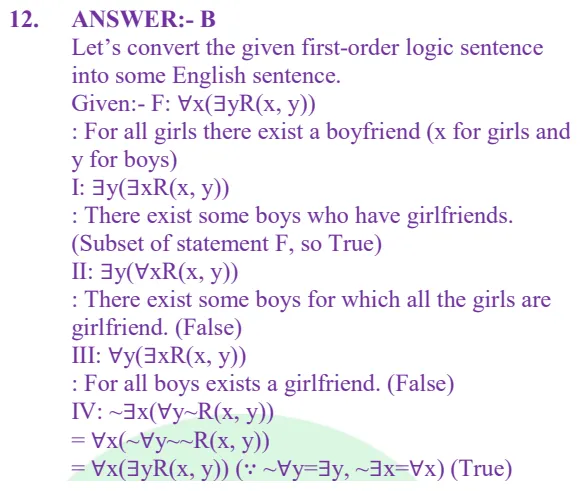 12. ANSWER:- B
Let’s convert the given first-order logic sentence
into some English sentence.
Given:- F: ∀x(∃yR(x, y))
: For all girls there exist a boyfriend (x for girls and
y for boys)
I: ∃y(∃xR(x, y))
: There exist some boys who have girlfriends.
(Subset of statement F, so True)
II: ∃y(∀xR(x, y))
: There exist some boys for which all the girls are
girlfriend. (False)
III: ∀y(∃xR(x, y))
: For all boys exists a girlfriend. (False)
IV: ~∃x(∀y~R(x, y))
= ∀x(~∀y~~R(x, y))
= ∀x(∃yR(x, y)) (∵ ~∀y=∃y, ~∃x=∀x) (True)